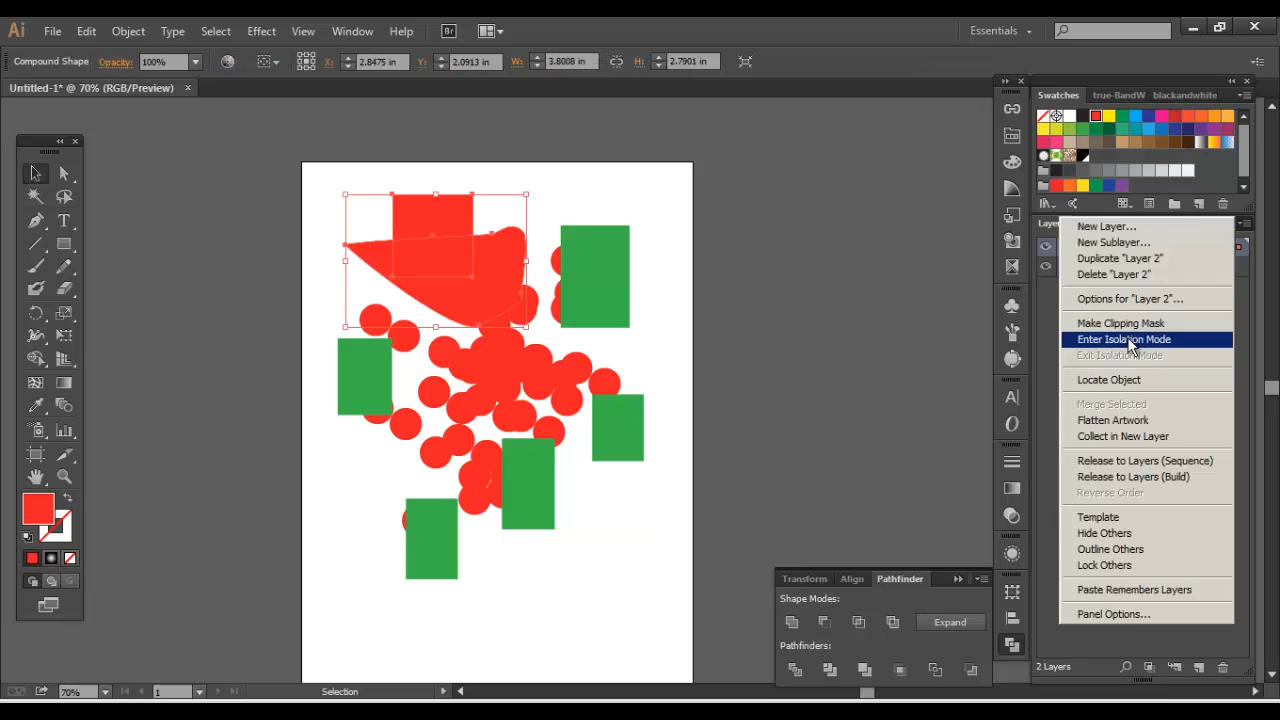 Ai File Edit Object Type Select Effect View Window Help Br Essentials
Compound Shape Opacity: 100% X: 2.8475 in Y: 2.0913 in W: 3.8008 in H: 2.7901 in
Untitled-1* @ 70% (RGB/Preview)
Swatches true-BandW blackandwhite
Layer
New Layer...
New Sublayer...
Duplicate "Layer 2"
Delete "Layer 2"
Options for "Layer 2"...
Make Clipping Mask
Enter Isolation Mode
Exit Isolation Mode
Locate Object
Merge Selected
Flatten Artwork
Collect in New Layer
Release to Layers (Sequence)
Release to Layers (Build)
Reverse Order
Template
Hide Others
Outline Others
Lock Others
Paste Remembers Layers
Panel Options...
Transform Align Pathfinder
Shape Modes:
Expand
Pathfinders:
2 Layers
70% 1 Selection